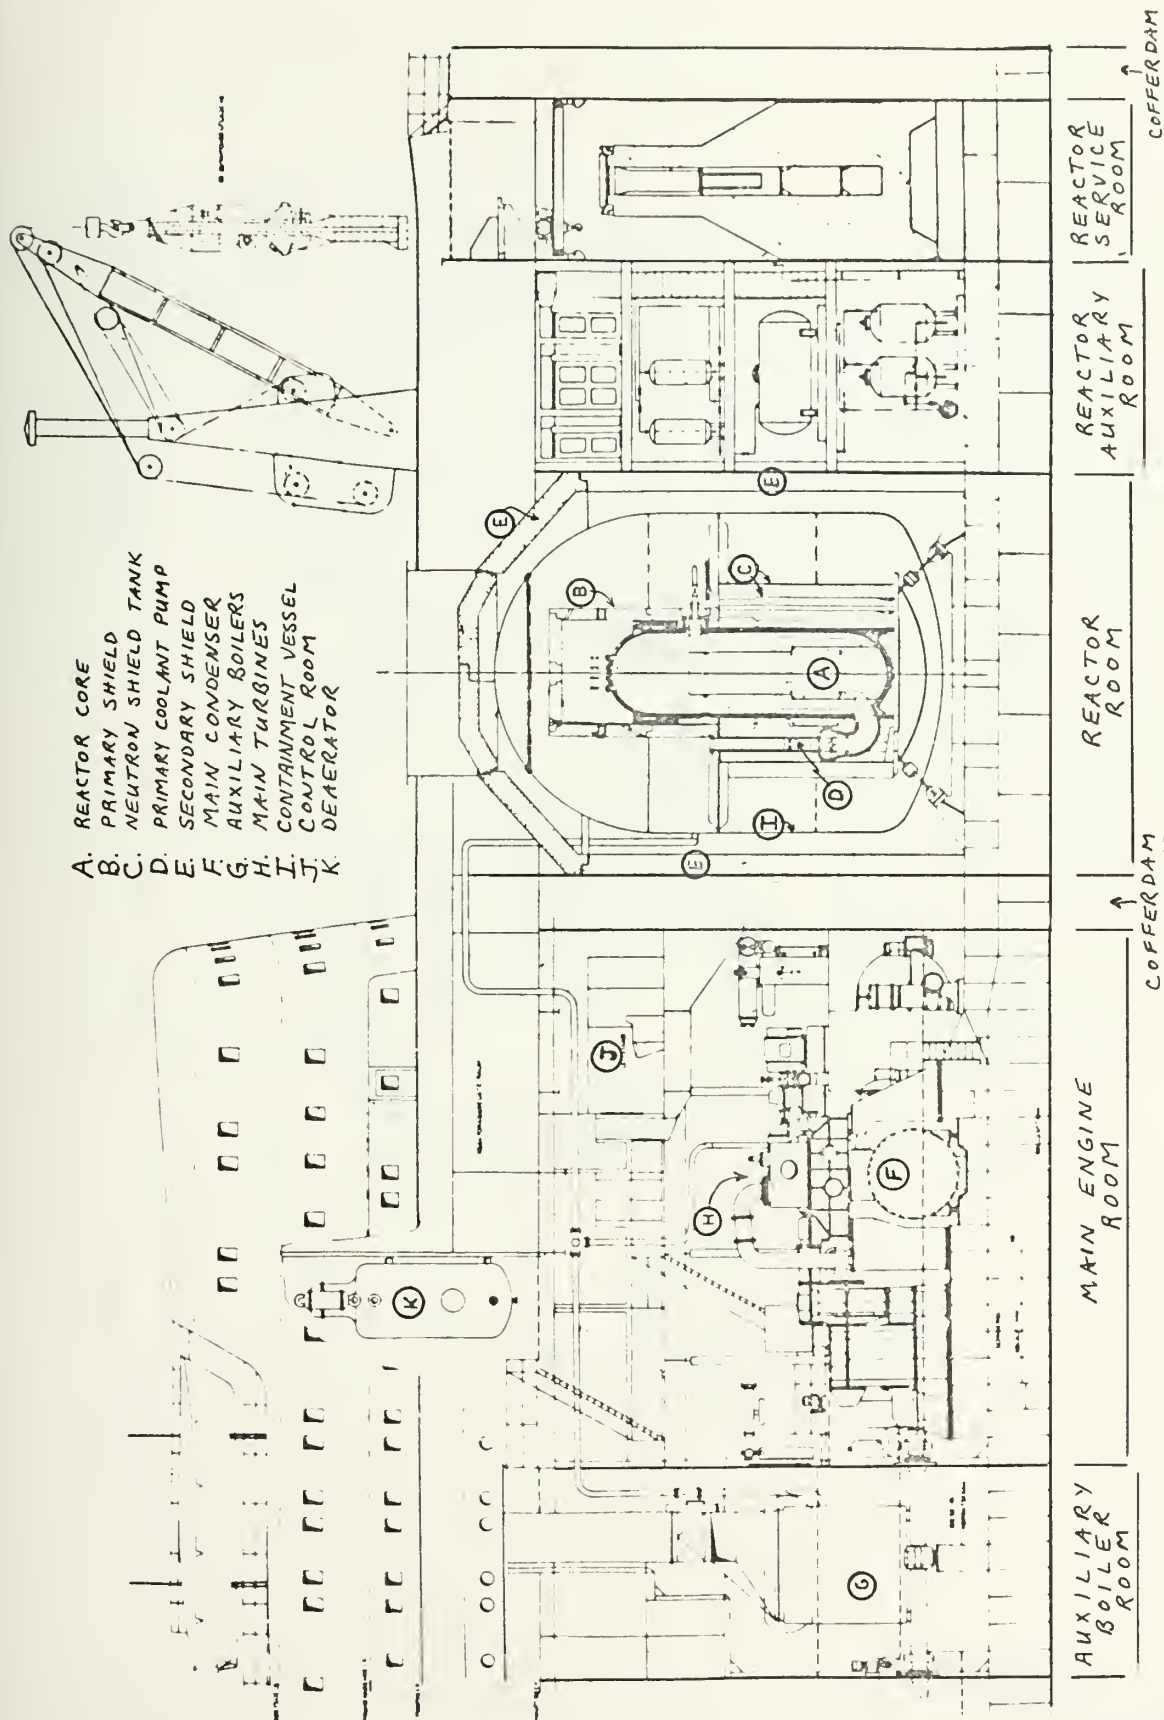 A. REACTOR CORE
B. PRIMARY SHIELD
C. NEUTRON SHIELD TANK
D. PRIMARY COOLANT PUMP
E. SECONDARY SHIELD
F. MAIN CONDENSER
G. AUXILIARY BOILERS
H. MAIN TURBINES
I. CONTAINMENT VESSEL
J. CONTROL ROOM
K. DEAERATOR
E
E
B
C
A
D
I
E
J
H
F
K
G
AUXILIARY
BOILER
ROOM
MAIN ENGINE
ROOM
COFFERDAM
REACTOR
ROOM
REACTOR
AUXILIARY
ROOM
REACTOR
SERVICE
ROOM
COFFERDAM